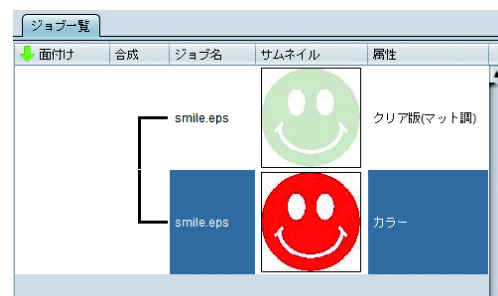 ジョブ一覧
面付け 合成 ジョブ名 サムネイル 属性
smile.eps クリア版(マット調)
smile.eps カラー